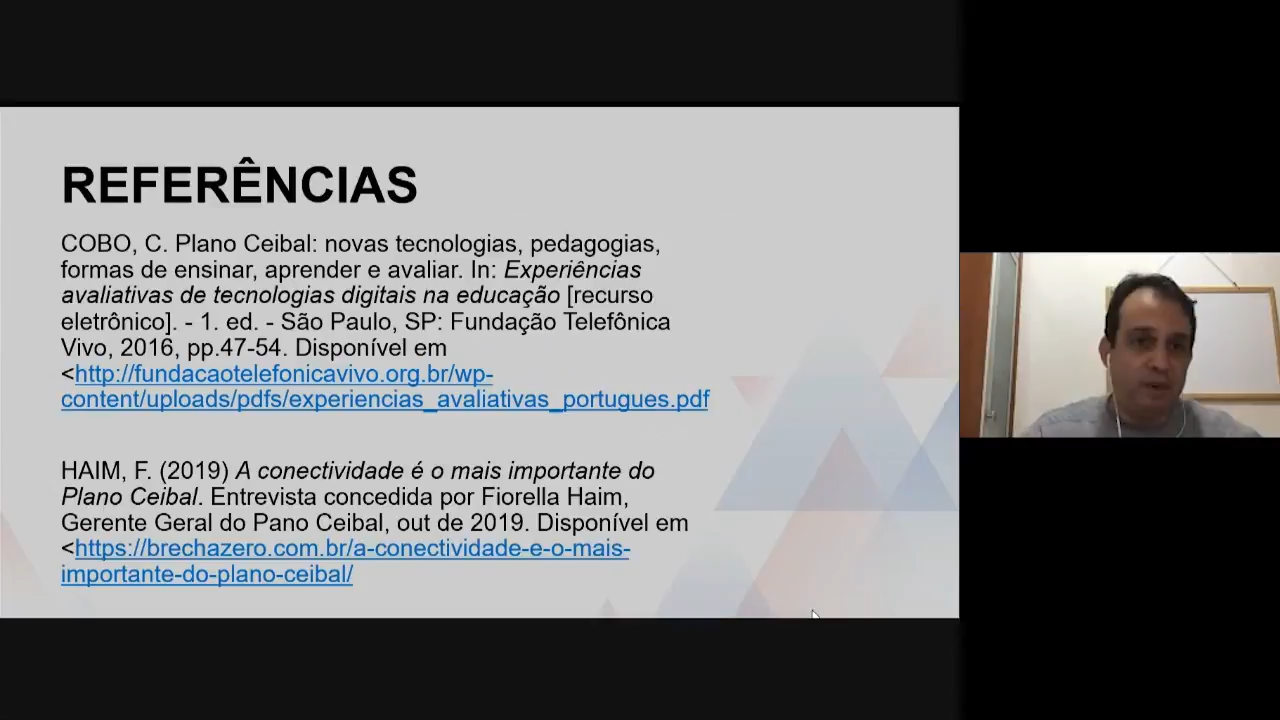 REFERÊNCIAS
COBO, C. Plano Ceibal: novas tecnologias, pedagogias,
formas de ensinar, aprender e avaliar. In: Experiências
avaliativas de tecnologias digitais na educação [recurso
eletrônico]. - 1. ed. - São Paulo, SP: Fundação Telefônica
Vivo, 2016, pp.47-54. Disponível em
<http://fundacaotelefonicavivo.org.br/wp-
content/uploads/pdfs/experiencias_avaliativas_portugues.pdf
HAIM, F. (2019) A conectividade é o mais importante do
Plano Ceibal. Entrevista concedida por Fiorella Haim,
Gerente Geral do Pano Ceibal, out de 2019. Disponível em
<https://brechazero.com.br/a-conectividade-e-o-mais-
importante-do-plano-ceibal/